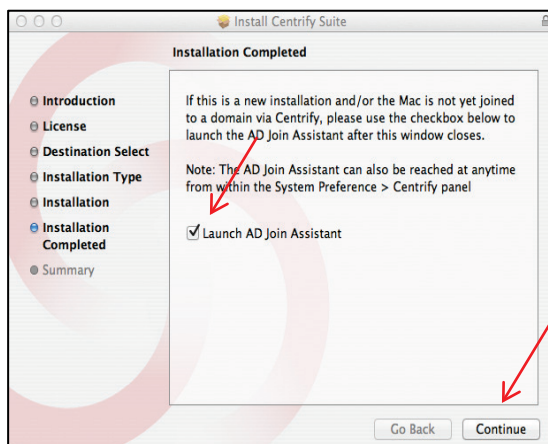 Install Centrify Suite
Installation Completed
Introduction
License
Destination Select
Installation Type
Installation
Installation
Completed
Summary
If this is a new installation and/or the Mac is not yet joined
to a domain via Centrify, please use the checkbox below to
launch the AD Join Assistant after this window closes.
Note: The AD Join Assistant can also be reached at anytime
from within the System Preference > Centrify panel
Launch AD Join Assistant
Go Back
Continue